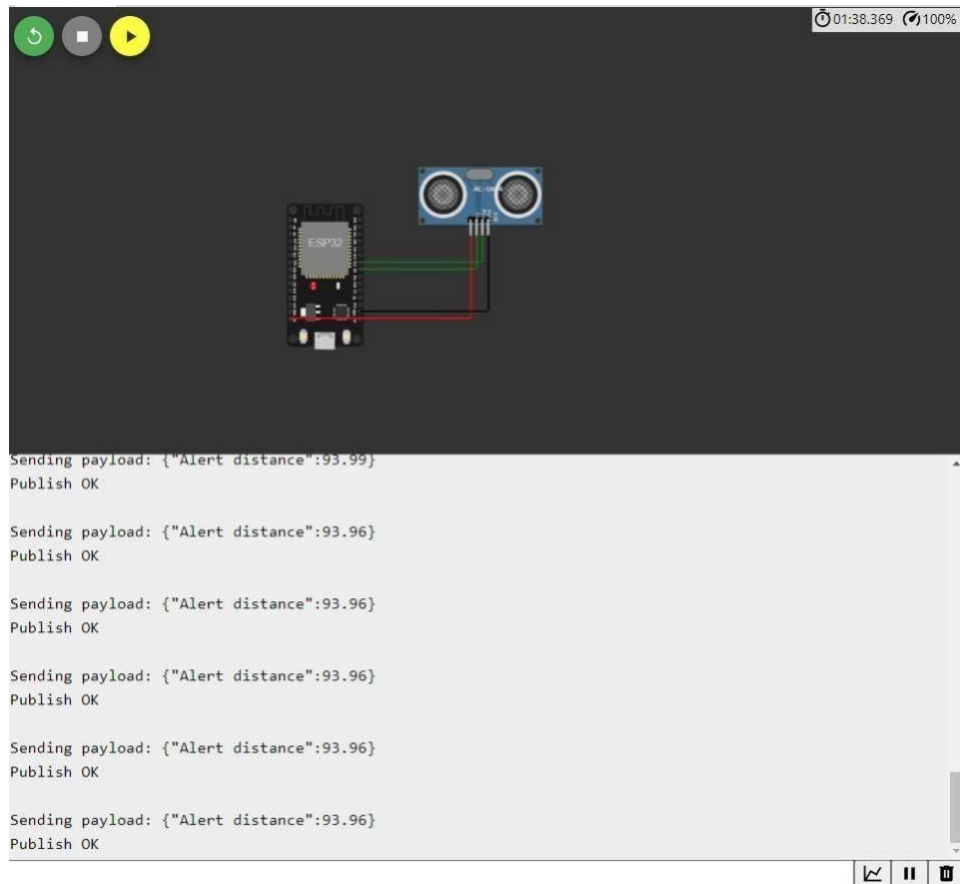 01:38.369 100%
ESP32
Sending payload: {"Alert distance":93.99}
Publish OK
Sending payload: {"Alert distance":93.96}
Publish OK
Sending payload: {"Alert distance":93.96}
Publish OK
Sending payload: {"Alert distance":93.96}
Publish OK
Sending payload: {"Alert distance":93.96}
Publish OK
Sending payload: {"Alert distance":93.96}
Publish OK